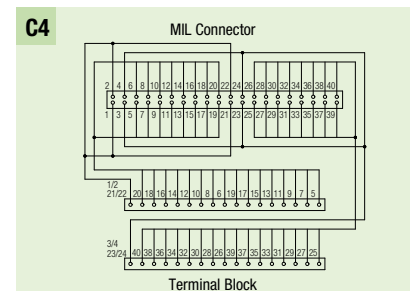 C4
MIL Connector
2 4 6 8 10 12 14 16 18 20 22 24 26 28 30 32 34 36 38 40
1 3 5 7 9 11 13 15 17 19 21 23 25 27 29 31 33 35 37 39
1/2
21/22 20 18 16 14 12 10 8 6 19 17 15 13 11 9 7 5
3/4
23/24 40 38 36 34 32 30 28 26 39 37 35 33 31 29 27 25
Terminal Block